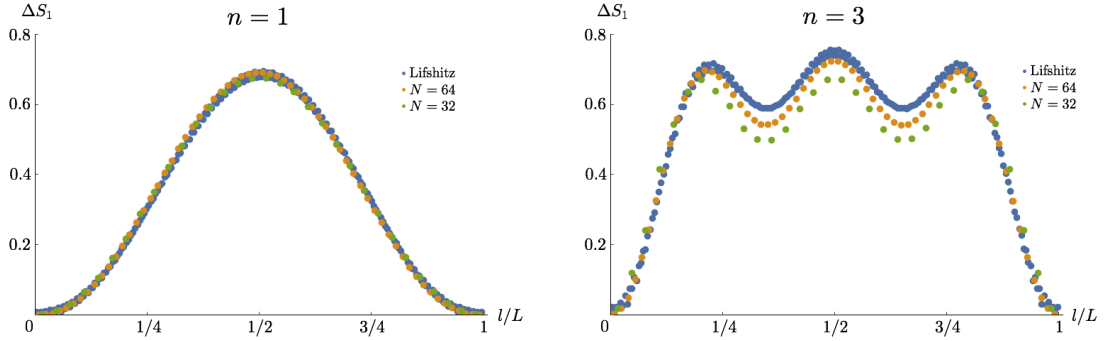 ΔS₁
n = 1
0.8
0.6
0.4
0.2
0
1/4
1/2
3/4
1
l/L
Lifshitz
N = 64
N = 32
ΔS₁
n = 3
0.8
0.6
0.4
0.2
0
1/4
1/2
3/4
1
l/L
Lifshitz
N = 64
N = 32